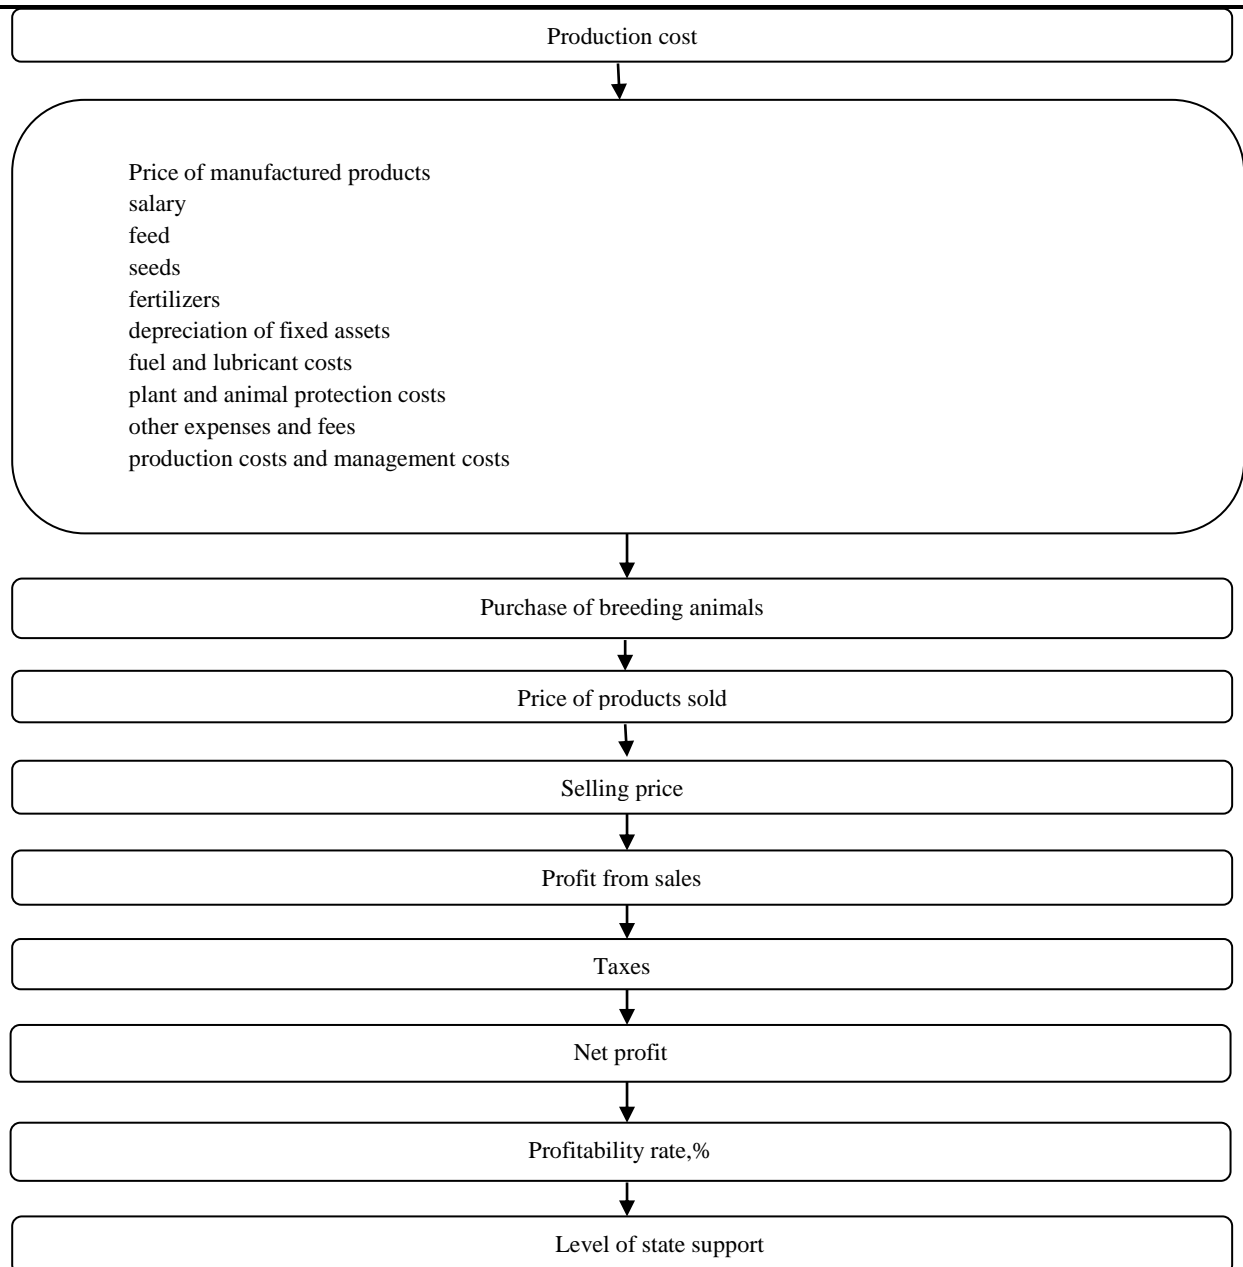 Production cost
Price of manufactured products
salary
feed
seeds
fertilizers
depreciation of fixed assets
fuel and lubricant costs
plant and animal protection costs
other expenses and fees
production costs and management costs
Purchase of breeding animals
Price of products sold
Selling price
Profit from sales
Taxes
Net profit
Profitability rate,%
Level of state support